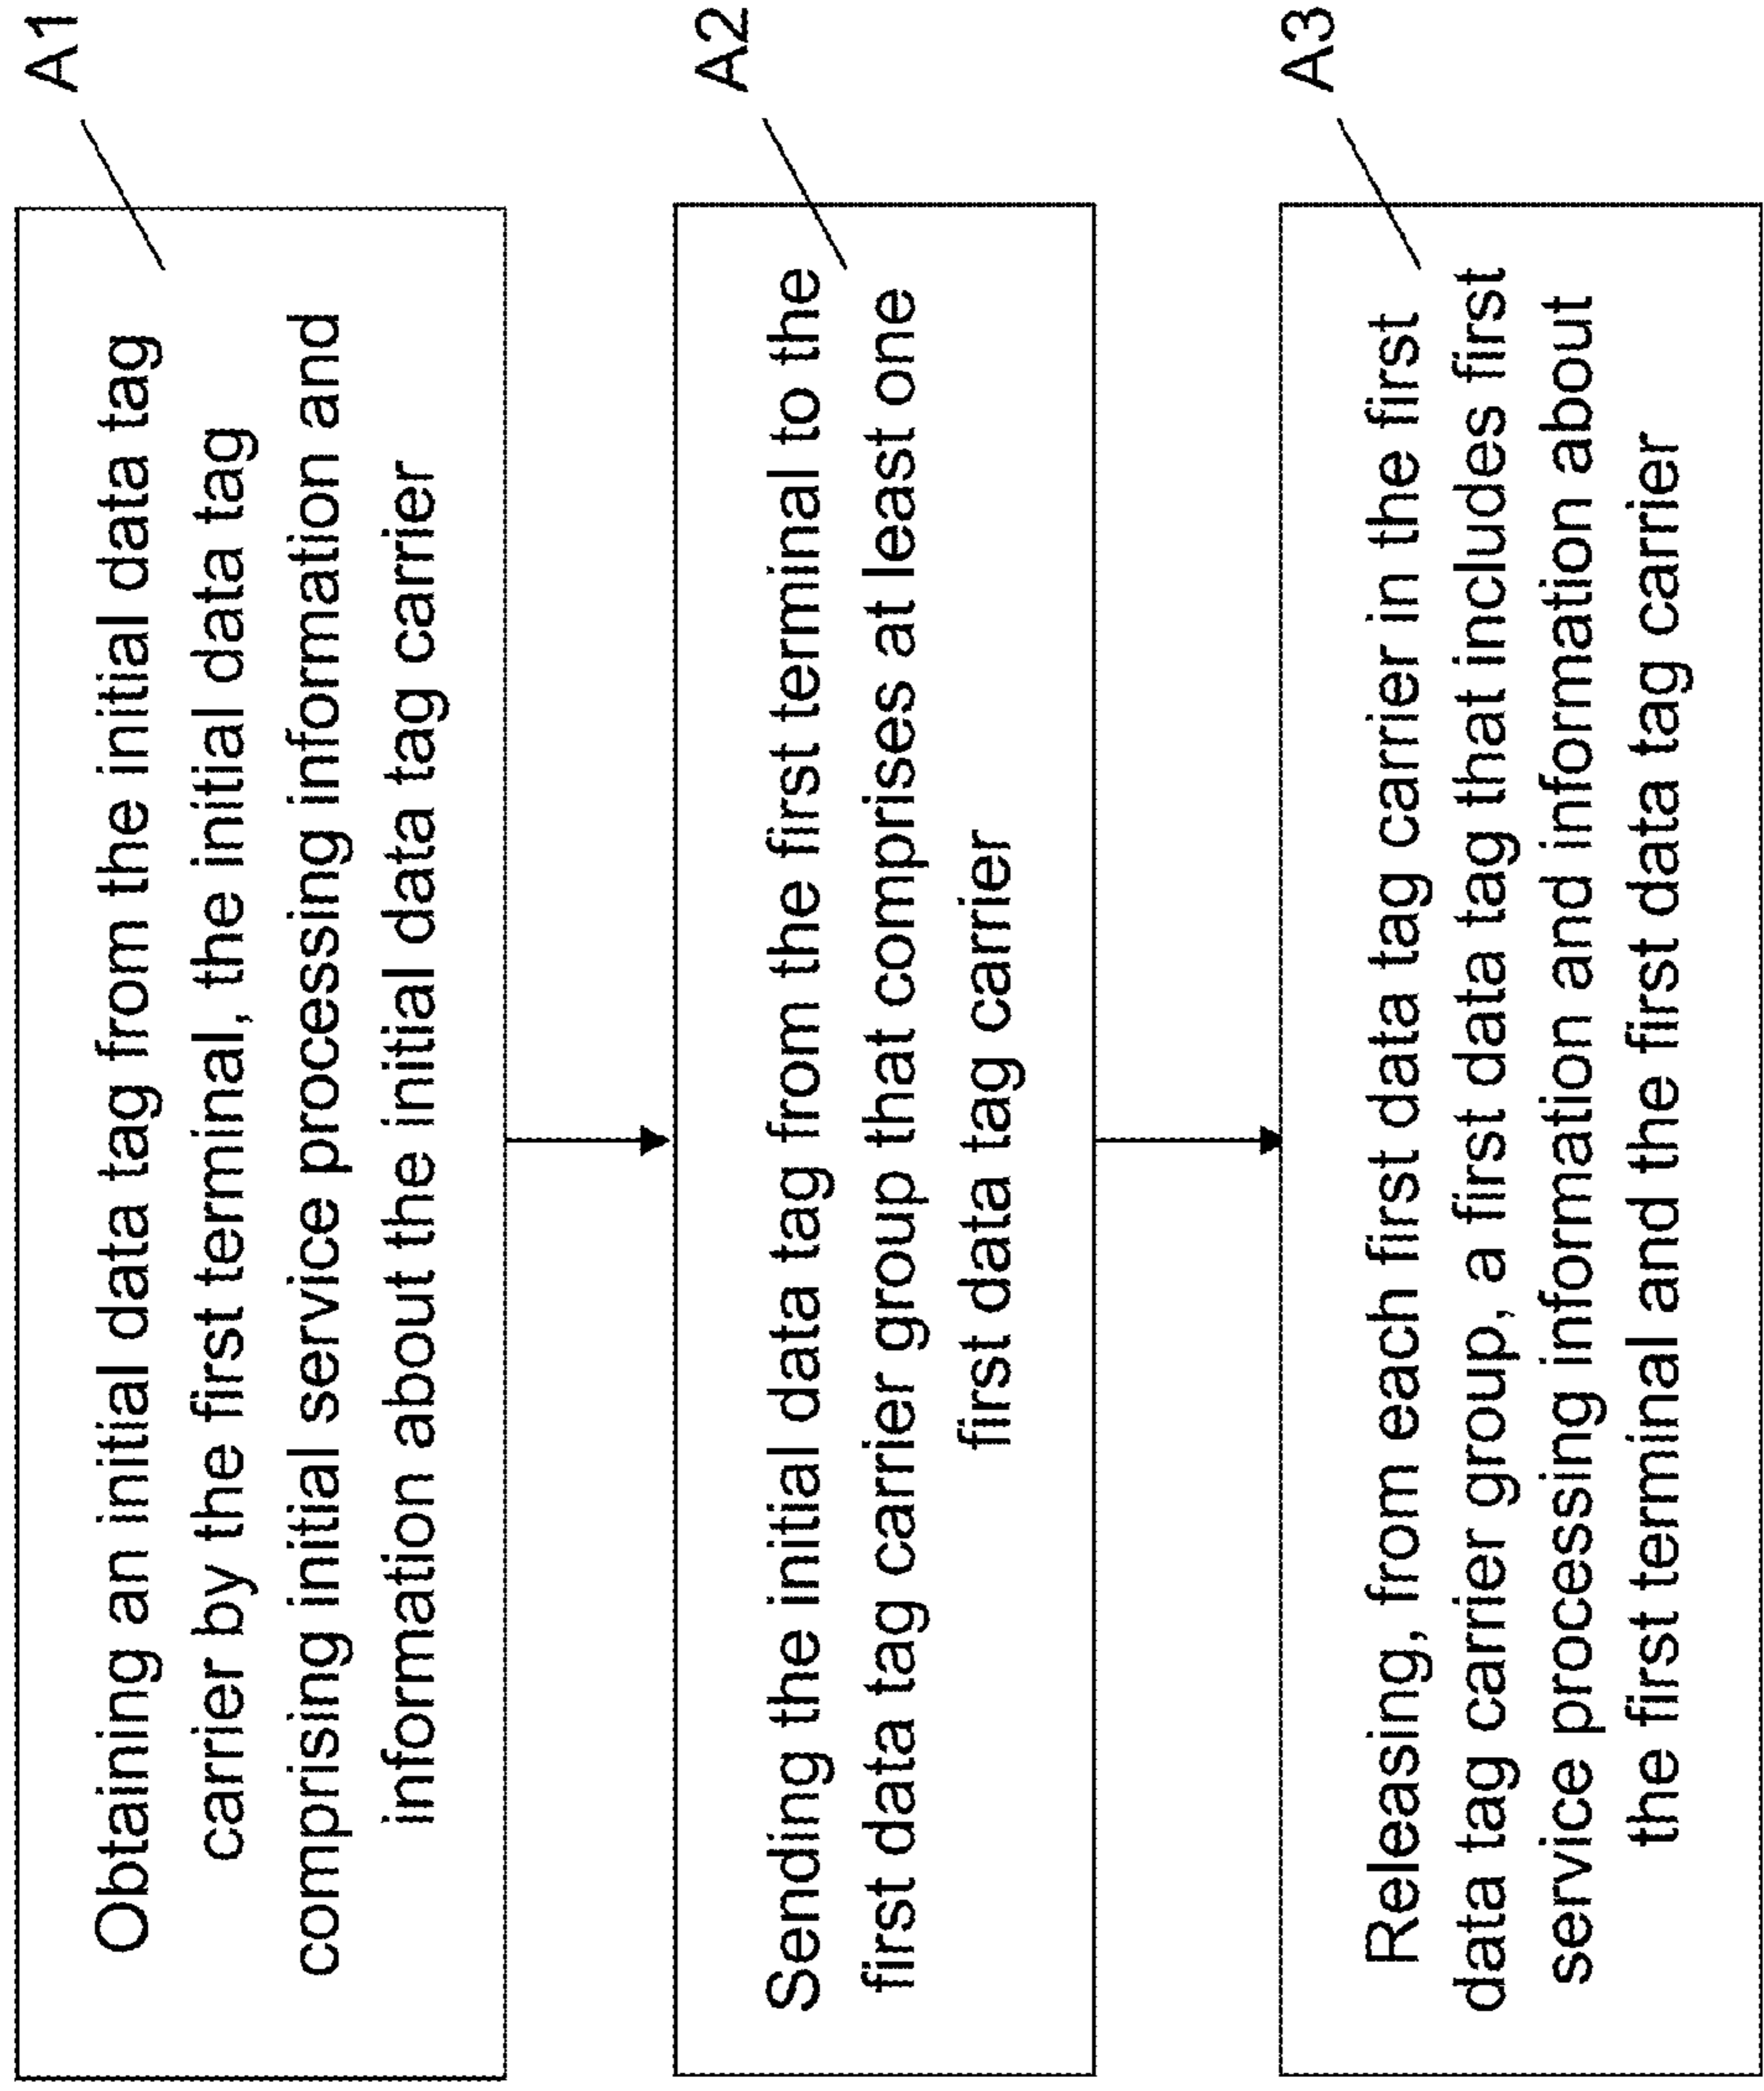 A1
Obtaining an initial data tag from the initial data tag
carrier by the first terminal, the initial data tag
comprising initial service processing information and
information about the initial data tag carrier
A2
Sending the initial data tag from the first terminal to the
first data tag carrier group that comprises at least one
first data tag carrier
A3
Releasing, from each first data tag carrier in the first
data tag carrier group, a first data tag that includes first
service processing information and information about
the first terminal and the first data tag carrier